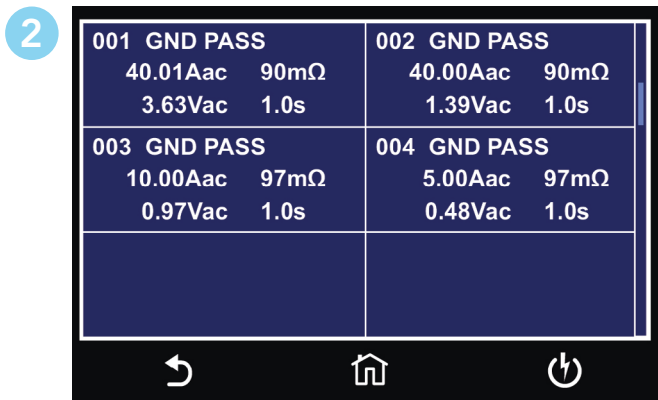 2
001 GND PASS
40.01Aac 90mΩ
3.63Vac 1.0s
002 GND PASS
40.00Aac 90mΩ
1.39Vac 1.0s
003 GND PASS
10.00Aac 97mΩ
0.97Vac 1.0s
004 GND PASS
5.00Aac 97mΩ
0.48Vac 1.0s